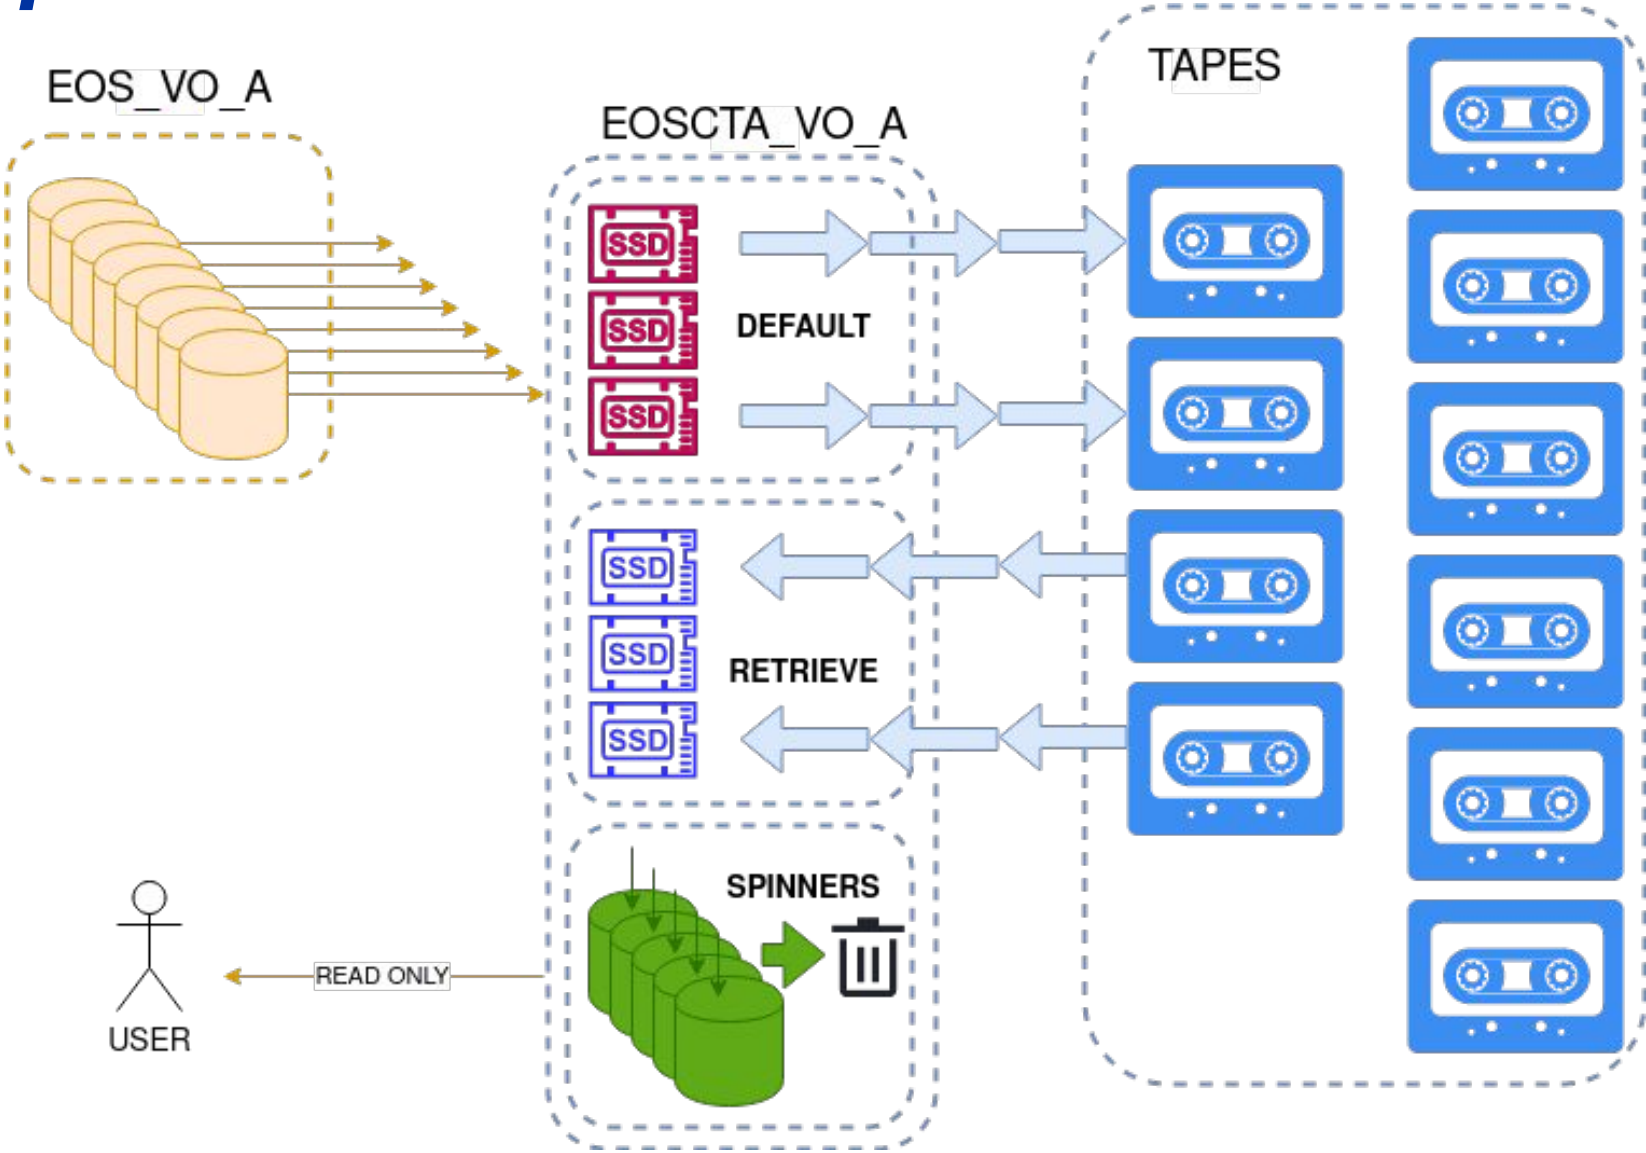 EOS_VO_A
EOSCTA_VO_A
TAPES
SSD
SSD
SSD
DEFAULT
SSD
SSD
SSD
RETRIEVE
SPINNERS
READ ONLY
USER